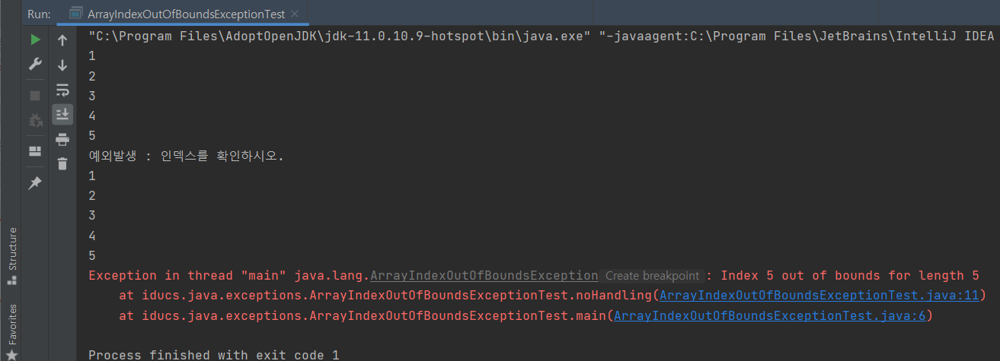 Run: ArrayIndexOutOfBoundsExceptionTest
"C:\Program Files\AdoptOpenJDK\jdk-11.0.10.9-hotspot\bin\java.exe" "-javaagent:C:\Program Files\JetBrains\IntelliJ IDEA
1
2
3
4
5
예외발생 : 인덱스를 확인하시오.
1
2
3
4
5
Exception in thread "main" java.lang.ArrayIndexOutOfBoundsException Create breakpoint : Index 5 out of bounds for length 5
at iducs.java.exceptions.ArrayIndexOutOfBoundsExceptionTest.noHandling(ArrayIndexOutOfBoundsExceptionTest.java:11)
at iducs.java.exceptions.ArrayIndexOutOfBoundsExceptionTest.main(ArrayIndexOutOfBoundsExceptionTest.java:6)
Process finished with exit code 1
Structure
Favorites